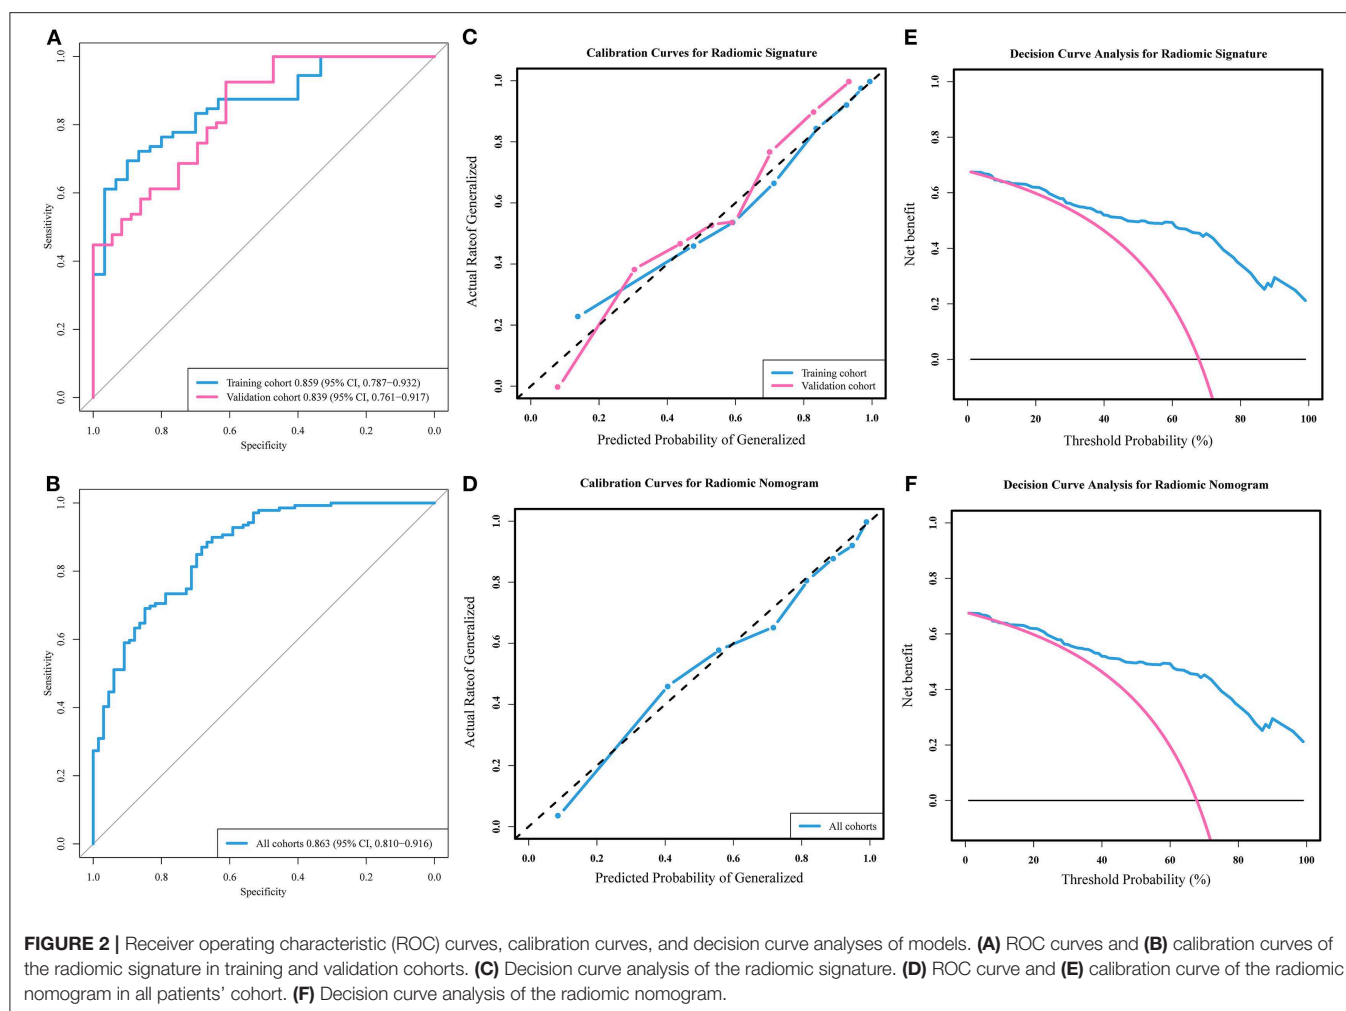 A
1.0
0.8
0.6
0.4
0.2
0.0
Sensitivity
Training cohort 0.859 (95% CI, 0.787−0.932)
Validation cohort 0.839 (95% CI, 0.761−0.917)
1.0 0.8 0.6 0.4 0.2 0.0
Specificity
C
Calibration Curves for Radiomic Signature
1.0
0.8
0.6
0.4
0.2
0.0
Actual Rateof Generalized
Training cohort
Validation cohort
0.0 0.2 0.4 0.6 0.8 1.0
Predicted Probability of Generalized
E
Decision Curve Analysis for Radiomic Signature
1.0
0.8
0.6
0.4
0.2
0.0
Net benefit
0 20 40 60 80 100
Threshold Probability (%)
B
1.0
0.8
0.6
0.4
0.2
0.0
Sensitivity
All cohorts 0.863 (95% CI, 0.810−0.916)
1.0 0.8 0.6 0.4 0.2 0.0
Specificity
D
Calibration Curves for Radiomic Nomogram
1.0
0.8
0.6
0.4
0.2
0.0
Actual Rateof Generalized
All cohorts
0.0 0.2 0.4 0.6 0.8 1.0
Predicted Probability of Generalized
F
Decision Curve Analysis for Radiomic Nomogram
1.0
0.8
0.6
0.4
0.2
0.0
Net benefit
0 20 40 60 80 100
Threshold Probability (%)
FIGURE 2 | Receiver operating characteristic (ROC) curves, calibration curves, and decision curve analyses of models. (A) ROC curves and (B) calibration curves of
the radiomic signature in training and validation cohorts. (C) Decision curve analysis of the radiomic signature. (D) ROC curve and (E) calibration curve of the radiomic
nomogram in all patients' cohort. (F) Decision curve analysis of the radiomic nomogram.